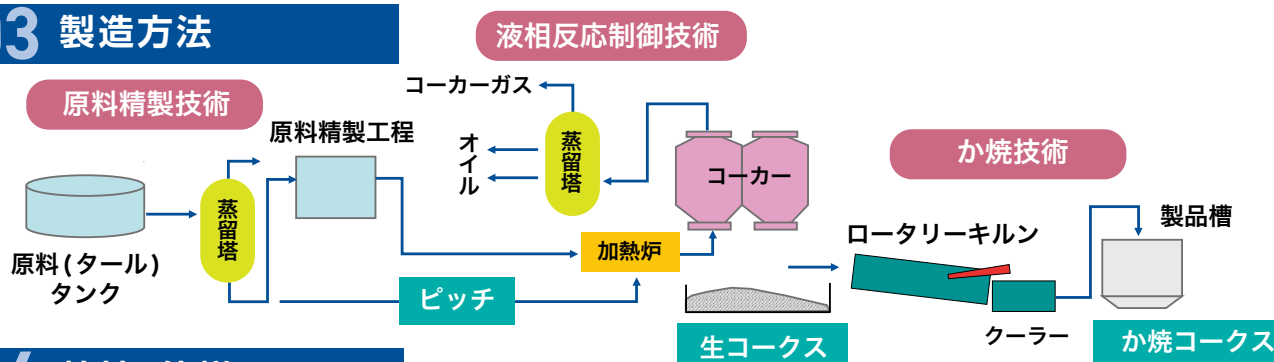 03 製造方法
液相反応制御技術
原料精製技術
コーカーガス
原料精製工程
オイル
蒸留塔
コーカー
か焼技術
蒸留塔
原料(タール)
タンク
加熱炉
ピッチ
ロータリーキルン
製品槽
生コークス
クーラー
か焼コークス